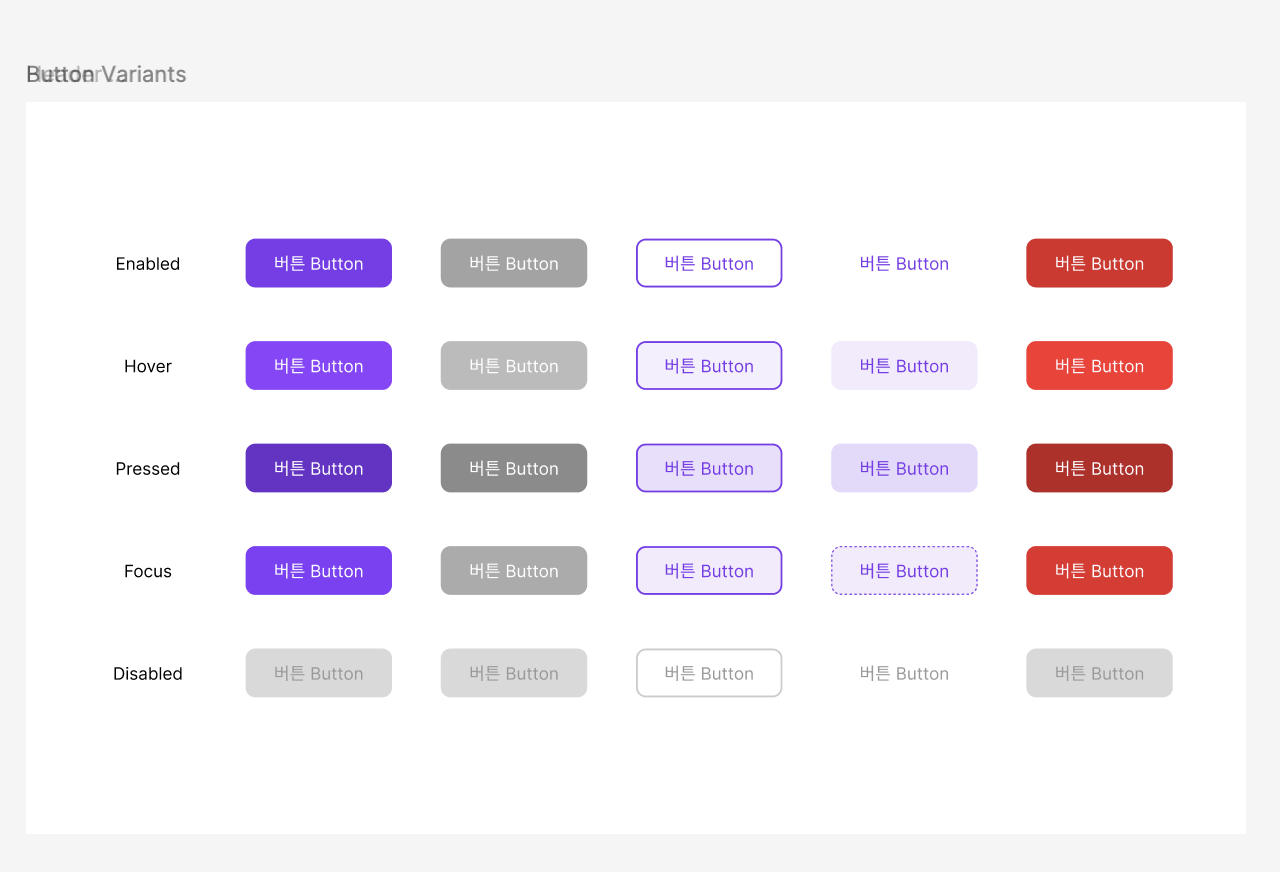 Button Variants
Enabled 버튼 Button 버튼 Button 버튼 Button 버튼 Button 버튼 Button
Hover 버튼 Button 버튼 Button 버튼 Button 버튼 Button 버튼 Button
Pressed 버튼 Button 버튼 Button 버튼 Button 버튼 Button 버튼 Button
Focus 버튼 Button 버튼 Button 버튼 Button 버튼 Button 버튼 Button
Disabled 버튼 Button 버튼 Button 버튼 Button 버튼 Button 버튼 Button